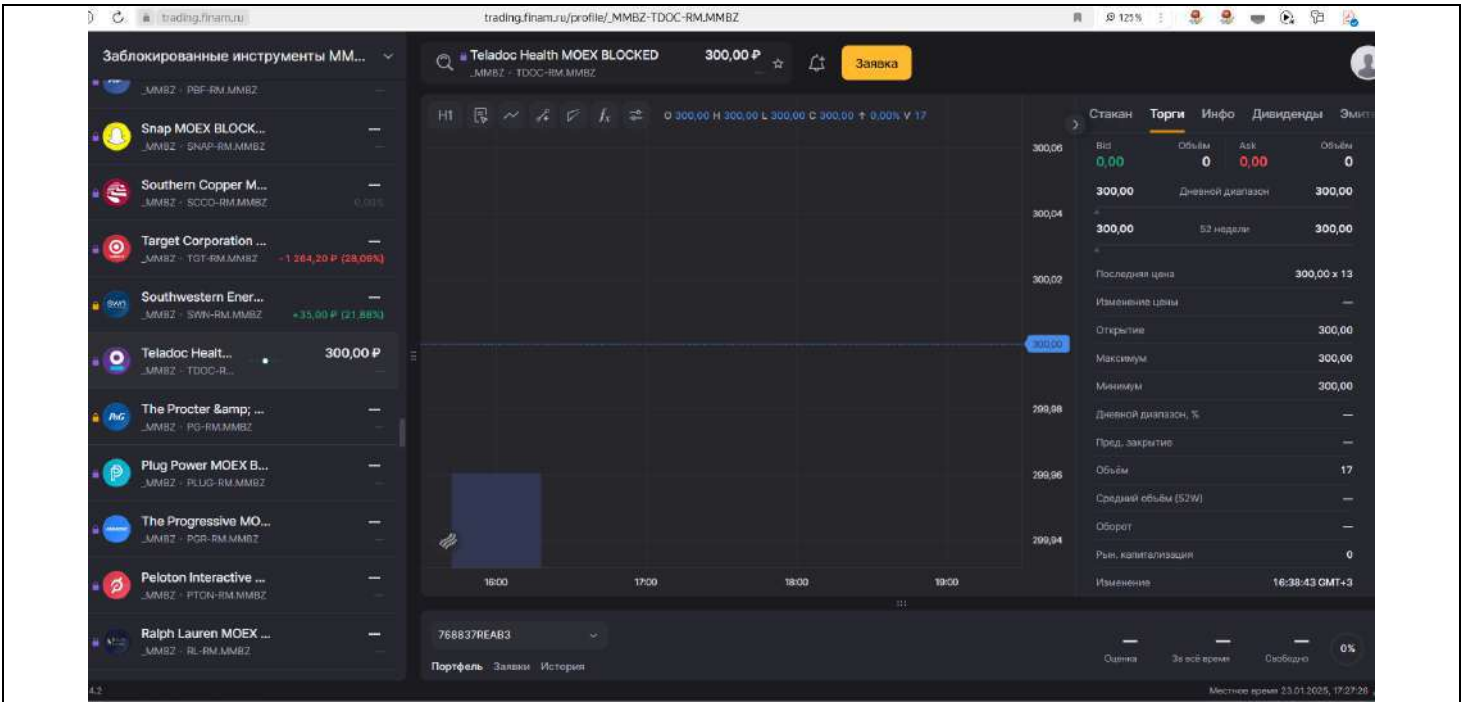 trading.finam.ru
trading.finam.ru/profile/_MMBZ-TDOC-RM.MMBZ
125%
Заблокированные инструменты ММ...
_MMBZ - PBF-RM.MMBZ
—
Snap MOEX BLOCK...
—
_MMBZ - SNAP-RM.MMBZ
—
Southern Copper M...
—
_MMBZ - SCCO-RM.MMBZ
0,00%
Target Corporation ...
—
_MMBZ - TGT-RM.MMBZ
-1 264,20 ₽ (28,09%)
Southwestern Ener...
—
_MMBZ - SWN-RM.MMBZ
+35,00 ₽ (21,88%)
Teladoc Healt...
300,00 ₽
_MMBZ - TDOC-R...
—
The Procter &amp; ...
—
_MMBZ - PG-RM.MMBZ
—
Plug Power MOEX B...
—
_MMBZ - PLUG-RM.MMBZ
—
The Progressive MO...
—
_MMBZ - PGR-RM.MMBZ
—
Peloton Interactive ...
—
_MMBZ - PTON-RM.MMBZ
—
Ralph Lauren MOEX ...
—
_MMBZ - RL-RM.MMBZ
—
4.2
Teladoc Health MOEX BLOCKED
300,00 ₽
_MMBZ - TDOC-RM.MMBZ
—
Заявка
H1
O 300,00 H 300,00 L 300,00 C 300,00 ↑ 0,00% V 17
300,06
300,04
300,02
300,00
299,98
299,96
299,94
16:00 17:00 18:00 19:00
Стакан Торги Инфо Дивиденды
Bid Объём Ask Объём
0,00 0 0,00 0
300,00 Дневной диапазон 300,00
300,00 52 недели 300,00
Последняя цена 300,00 x 13
Изменение цены —
Открытие 300,00
Максимум 300,00
Минимум 300,00
Дневной диапазон, % —
Пред. закрытие —
Объём 17
Средний объём (52W) —
Оборот —
Рын. капитализация 0
Изменение 16:38:43 GMT+3
768837REAB3
Портфель Заявки История
— — — 0%
Оценка За всё время Свободно
Местное время 23.01.2025, 17:27:26